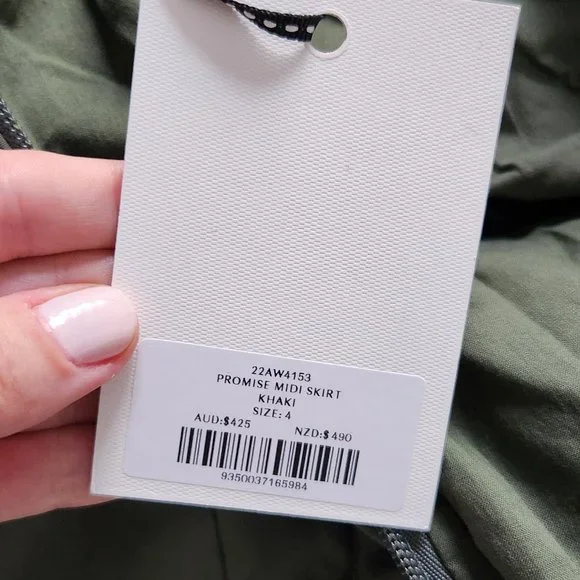 22AW4153
PROMISE MIDI SKIRT
KHAKI
SIZE: 4
AUD:$425 NZD:$490
9350037165984